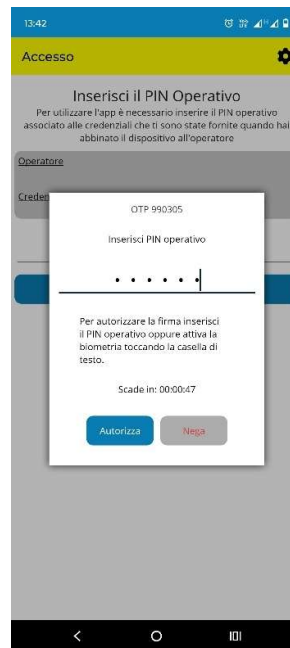 13:42
Accesso
Inserisci il PIN Operativo
Per utilizzare l'app è necessario inserire il PIN operativo
associato alle credenziali che ti sono state fornite quando hai
abbinato il dispositivo all'operatore
Operatore
Creden
OTP 990305
Inserisci PIN operativo
Per autorizzare la firma inserisci
il PIN operativo oppure attiva la
biometria toccando la casella di
testo.
Scade in: 00:00:47
Autorizza
Nega